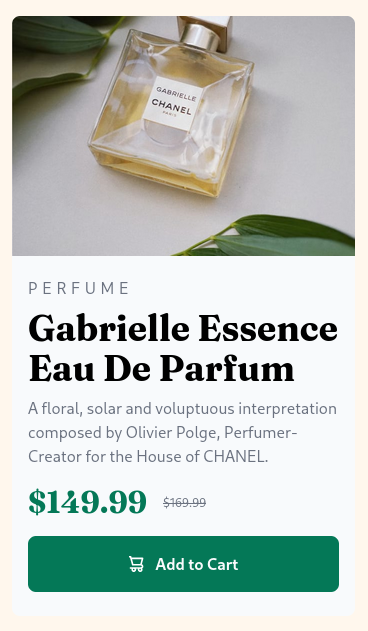 GABRIELLE
CHANEL
PARIS
PERFUME
Gabrielle Essence
Eau De Parfum
A floral, solar and voluptuous interpretation
composed by Olivier Polge, Perfumer-
Creator for the House of CHANEL.
$149.99 $169.99
Add to Cart